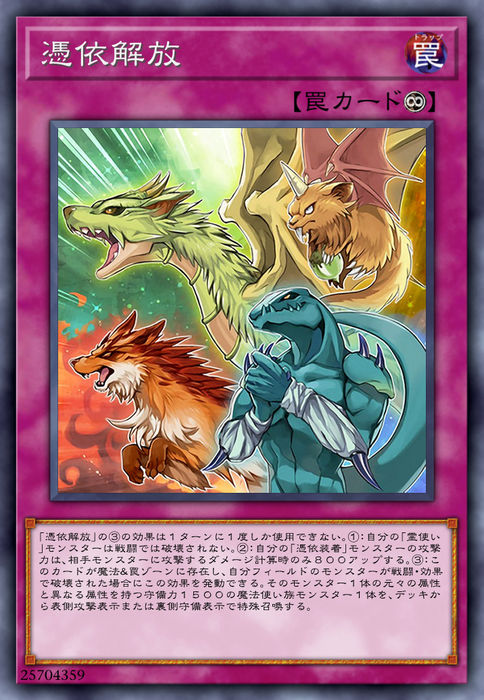 憑依解放
トラップ
罠
【罠カード】
「憑依解放」の③の効果は１ターンに１度しか使用できない。①：自分の「霊使い」モンスターは戦闘では破壊されない。②：自分の「憑依装着」モンスターの攻撃力は、相手モンスターに攻撃するダメージ計算時のみ８００アップする。③：このカードが魔法&罠ゾーンに存在し、自分フィールドのモンスターが戦闘・効果で破壊された場合にこの効果を発動できる。そのモンスター１体の元々の属性と異なる属性を持つ守備力１５００の魔法使い族モンスター１体を、デッキから表側攻撃表示または裏側守備表示で特殊召喚する。
25704359